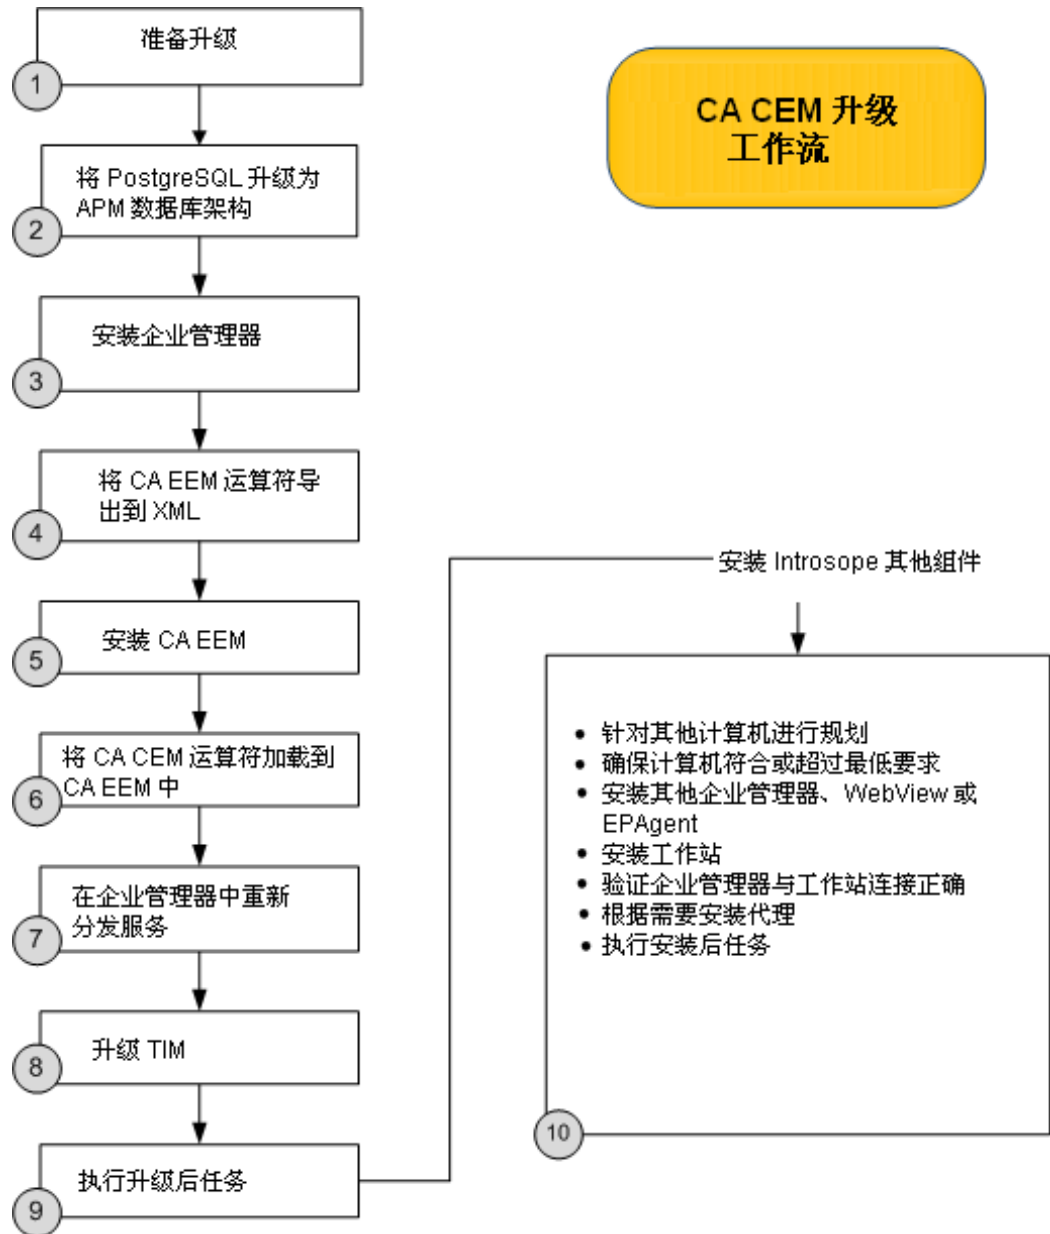 准备升级
1
CA CEM 升级
工作流
将 PostgreSQL 升级为
APM 数据库架构
2
安装企业管理器
3
将 CA EEM 运算符导
出到 XML
4
安装 CA EEM
5
将 CA CEM 运算符加载到
CA EEM 中
6
在企业管理器中重新
分发服务
7
升级 TIM
8
执行升级后任务
9
安装 Introsope 其他组件
• 针对其他计算机进行规划
• 确保计算机符合或超过最低要求
• 安装其他企业管理器、WebView 或
EPAgent
• 安装工作站
• 验证企业管理器与工作站连接正确
• 根据需要安装代理
• 执行安装后任务
10